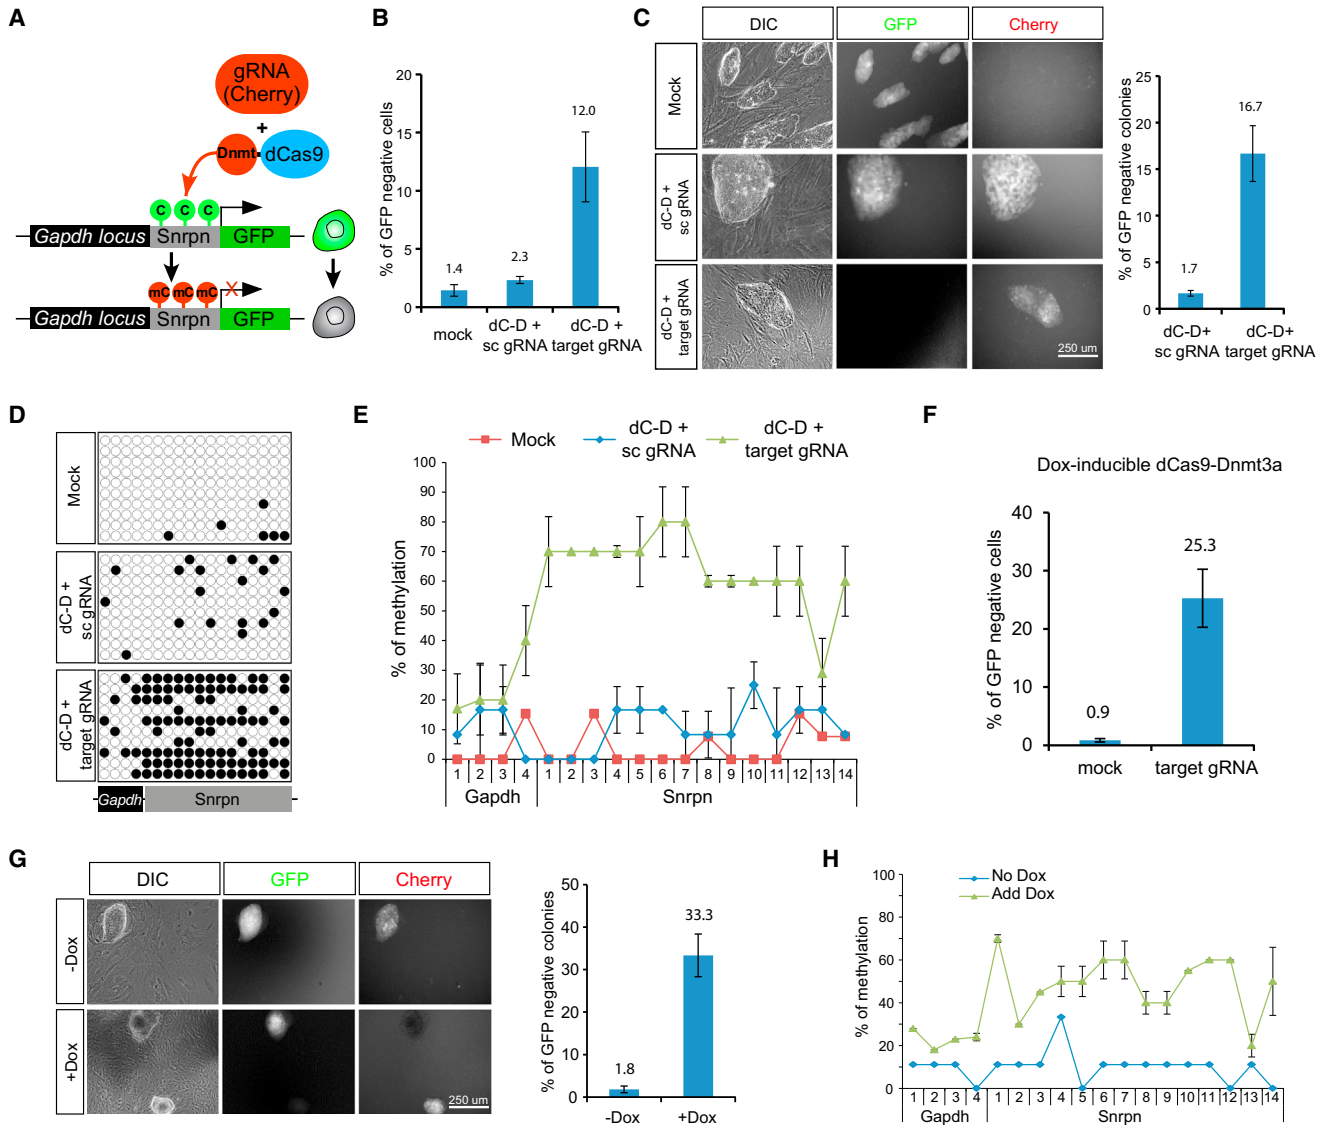 A
gRNA
(Cherry)
+
Dnmt
dCas9
C C C
Gapdh locus Snrpn GFP
mC mC mC X
Gapdh locus Snrpn GFP
B
% of GFP negative cells
20
15
10
5
0
1.4
2.3
12.0
mock
dC-D +
sc gRNA
dC-D +
target gRNA
C
DIC GFP Cherry
Mock
dC-D +
sc gRNA
dC-D +
target gRNA
250 um
% of GFP negative colonies
25
20
15
10
5
0
1.7
16.7
dC-D+
sc gRNA
dC-D+
target gRNA
D
Mock
dC-D +
sc gRNA
dC-D +
target gRNA
Gapdh Snrpn
E
Mock
dC-D +
sc gRNA
dC-D +
target gRNA
% of methylation
100
90
80
70
60
50
40
30
20
10
0
1 2 3 4 1 2 3 4 5 6 7 8 9 10 11 12 13 14
Gapdh Snrpn
F
Dox-inducible dCas9-Dnmt3a
% of GFP negative cells
40
30
20
10
0
0.9
25.3
mock target gRNA
G
DIC GFP Cherry
-Dox
+Dox
250 um
% of GFP negative colonies
50
40
30
20
10
0
1.8
33.3
-Dox +Dox
H
No Dox
Add Dox
% of methylation
100
80
60
40
20
0
1 2 3 4 1 2 3 4 5 6 7 8 9 10 11 12 13 14
Gapdh Snrpn